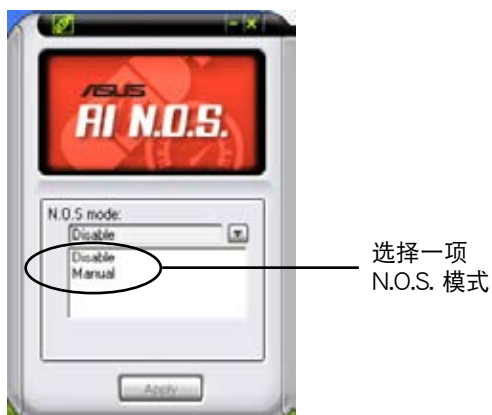 ASUS
AI N.O.S.
N.O.S mode:
Disable
Disable
Manual
Apply
选择一项
N.O.S. 模式